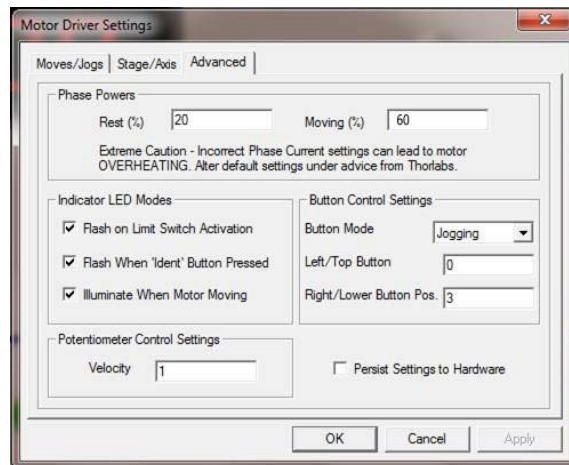 Motor Driver Settings
Moves/Jogs Stage/Axis Advanced
Phase Powers
Rest (%) 20 Moving (%) 60
Extreme Caution - Incorrect Phase Current settings can lead to motor
OVERHEATING. Alter default settings under advice from Thorlabs.
Indicator LED Modes
Flash on Limit Switch Activation
Flash When 'Ident' Button Pressed
Illuminate When Motor Moving
Button Control Settings
Button Mode Jogging
Left/Top Button 0
Right/Lower Button Pos. 3
Potentiometer Control Settings
Velocity 1
Persist Settings to Hardware
OK Cancel Apply